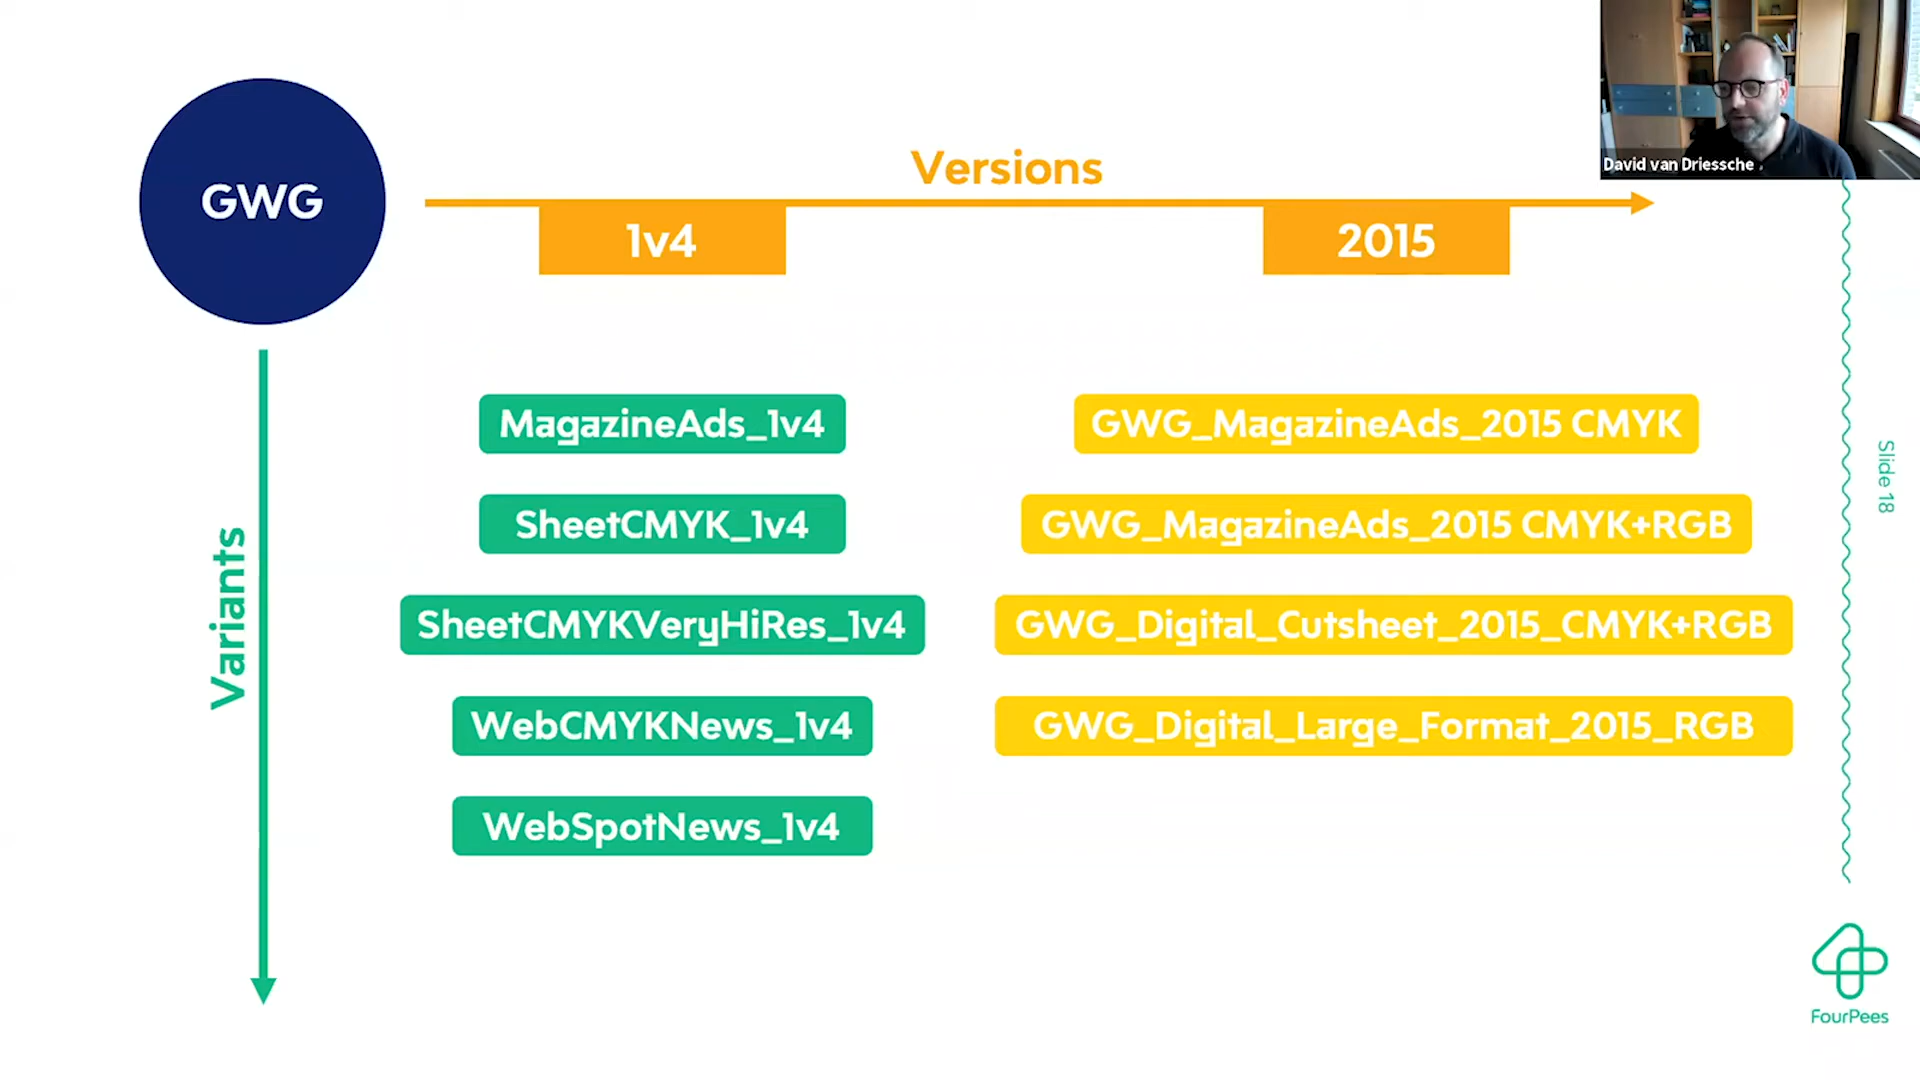 David van Driessche
GWG
Versions
1v4
2015
Variants
MagazineAds_1v4
SheetCMYK_1v4
SheetCMYKVeryHiRes_1v4
WebCMYKNews_1v4
WebSpotNews_1v4
GWG_MagazineAds_2015 CMYK
GWG_MagazineAds_2015 CMYK+RGB
GWG_Digital_Cutsheet_2015_CMYK+RGB
GWG_Digital_Large_Format_2015_RGB
Slide 18
FourPees